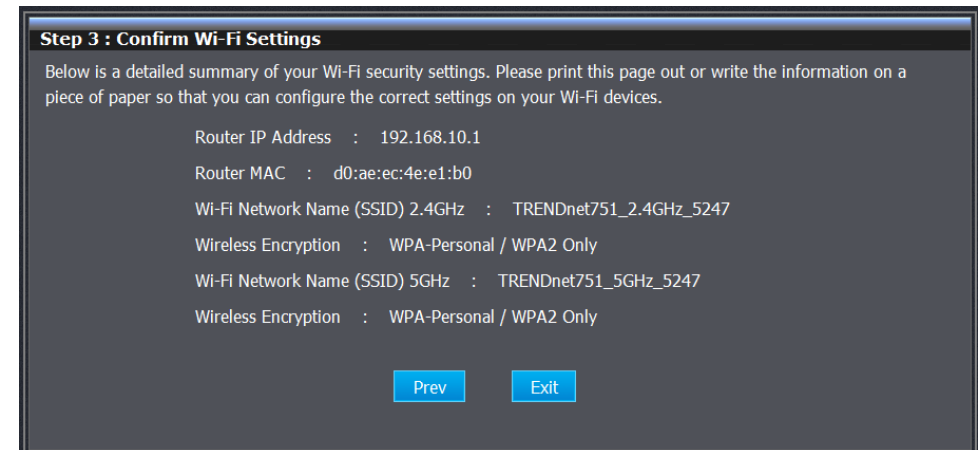 Step 3 : Confirm Wi-Fi Settings
Below is a detailed summary of your Wi-Fi security settings. Please print this page out or write the information on a
piece of paper so that you can configure the correct settings on your Wi-Fi devices.
Router IP Address : 192.168.10.1
Router MAC : d0:ae:ec:4e:e1:b0
Wi-Fi Network Name (SSID) 2.4GHz : TRENDnet751_2.4GHz_5247
Wireless Encryption : WPA-Personal / WPA2 Only
Wi-Fi Network Name (SSID) 5GHz : TRENDnet751_5GHz_5247
Wireless Encryption : WPA-Personal / WPA2 Only
Prev Exit